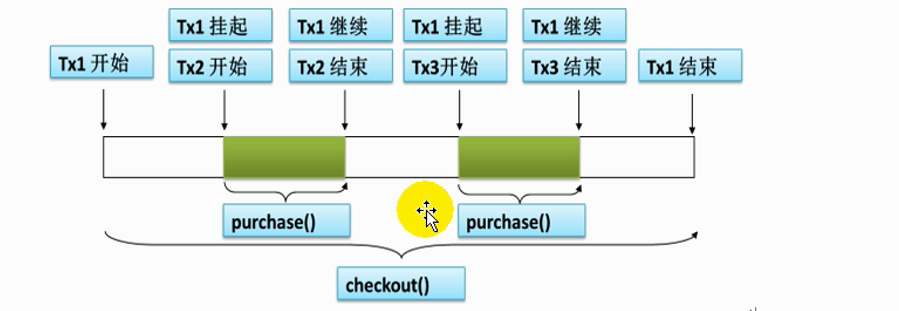 Tx1 挂起
Tx1 继续
Tx1 挂起
Tx1 继续
Tx1 开始
Tx2 开始
Tx2 结束
Tx3开始
Tx3 结束
Tx1 结束
purchase()
purchase()
checkout()